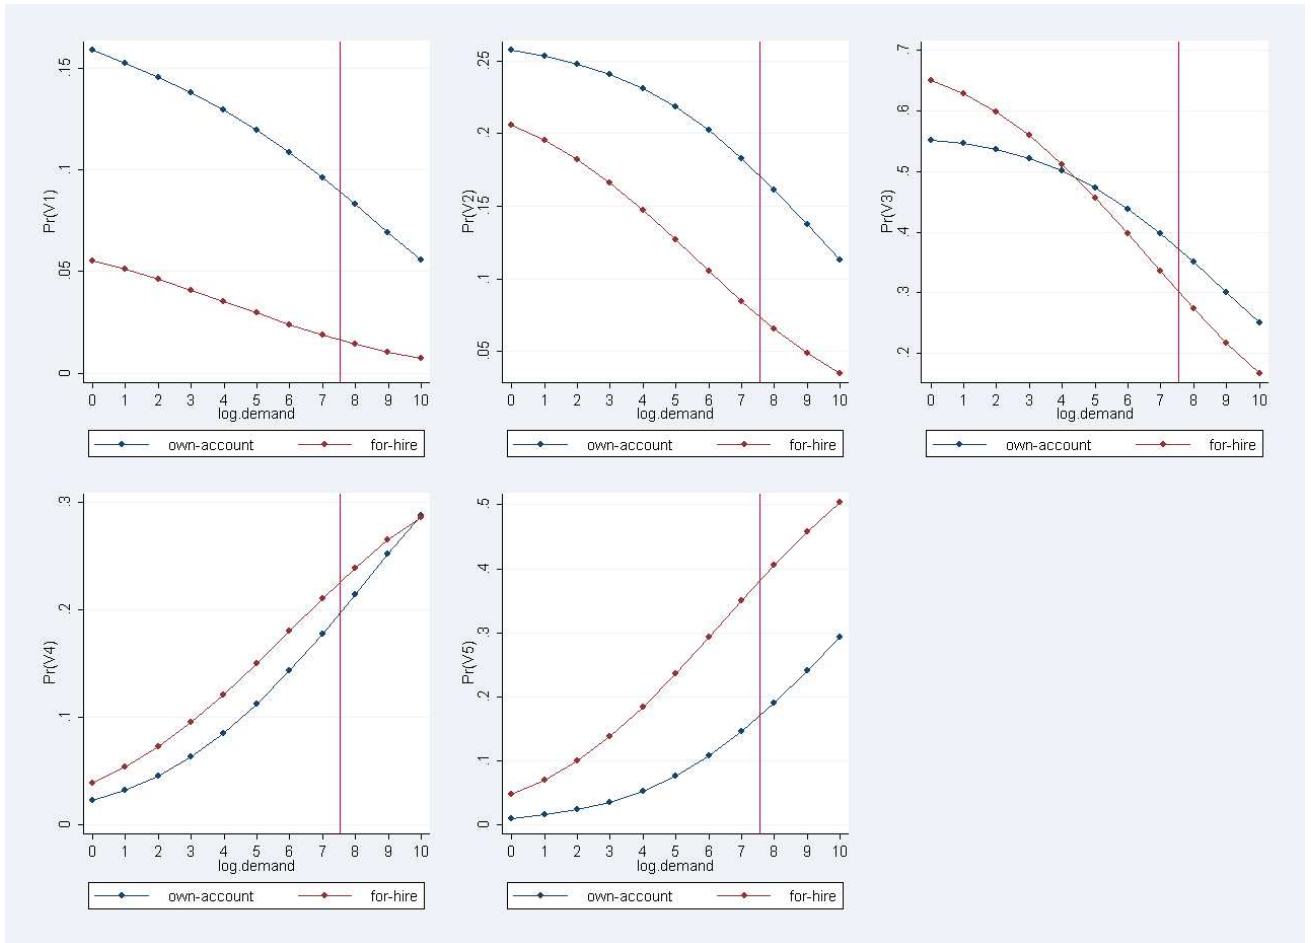 Pr(V1)
.15
.1
.05
0
0 1 2 3 4 5 6 7 8 9 10
log.demand
own-account for-hire
Pr(V2)
.25
.2
.15
.1
.05
0 1 2 3 4 5 6 7 8 9 10
log.demand
own-account for-hire
Pr(V3)
.7
.6
.5
.4
.3
.2
0 1 2 3 4 5 6 7 8 9 10
log.demand
own-account for-hire
Pr(V4)
.3
.2
.1
0
0 1 2 3 4 5 6 7 8 9 10
log.demand
own-account for-hire
Pr(V5)
.5
.4
.3
.2
.1
0
0 1 2 3 4 5 6 7 8 9 10
log.demand
own-account for-hire